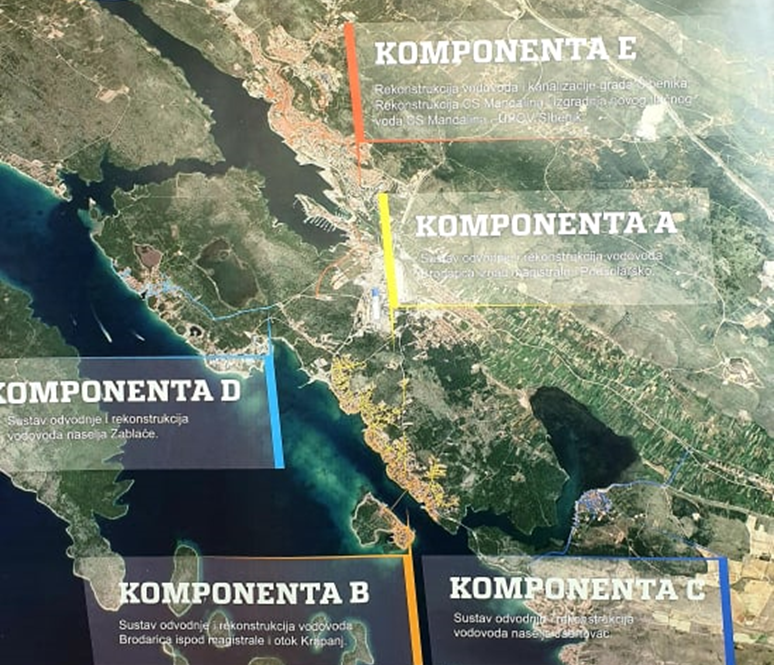 KOMPONENTA E
Rekonstrukcija vodovoda i kanalizacije grada Šibenika.
Rekonstrukcija CS Mandalina i izgradnja novog tlačnog
voda CS Mandalina - UPOV Šibenik.
KOMPONENTA A
Sustav odvodnje i rekonstrukcija vodovoda
Brodarica iznad magistrale i Podsolarsko.
KOMPONENTA D
Sustav odvodnje i rekonstrukcija
vodovoda naselja Zablaće.
KOMPONENTA B
Sustav odvodnje i rekonstrukcija vodovoda
Brodarica ispod magistrale i otok Krapanj.
KOMPONENTA C
Sustav odvodnje i rekonstrukcija
vodovoda naselja Jadrtovac.